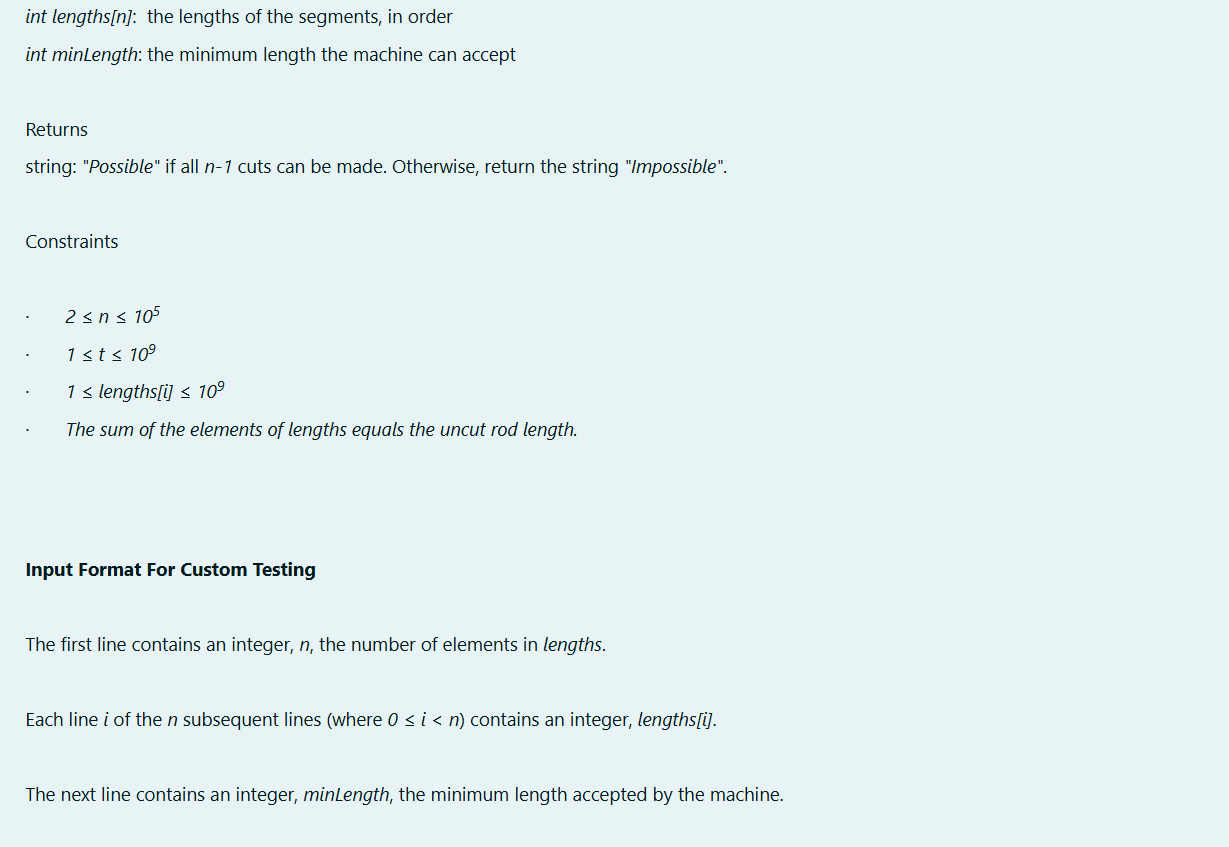 int lengths[n]: the lengths of the segments, in order
int minLength: the minimum length the machine can accept
Returns
string: "Possible" if all n-1 cuts can be made. Otherwise, return the string "Impossible".
Constraints
· 2 ≤ n ≤ 10⁵
· 1 ≤ t ≤ 10⁹
· 1 ≤ lengths[i] ≤ 10⁹
· The sum of the elements of lengths equals the uncut rod length.
Input Format For Custom Testing
The first line contains an integer, n, the number of elements in lengths.
Each line i of the n subsequent lines (where 0 ≤ i < n) contains an integer, lengths[i].
The next line contains an integer, minLength, the minimum length accepted by the machine.